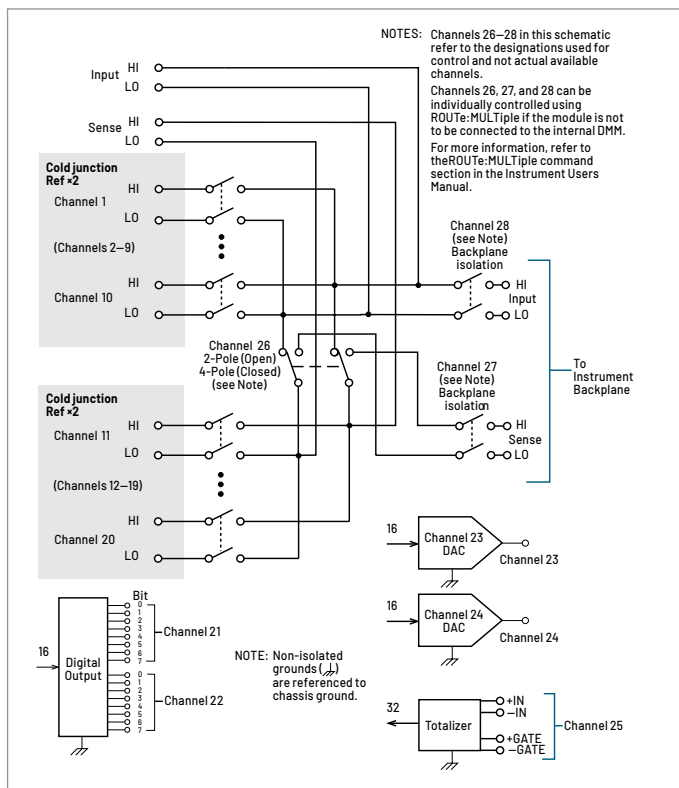 NOTES: Channels 26–28 in this schematic
refer to the designations used for
control and not actual available
channels.
Channels 26, 27, and 28 can be
individually controlled using
ROUTe:MULTiple if the module is not
to be connected to the internal DMM.
For more information, refer to
theROUTe:MULTiple command
section in the Instrument Users
Manual.
Input HI
LO
Sense HI
LO
Cold junction
Ref ×2
HI
Channel 1
LO
(Channels 2–9)
HI
Channel 10
LO
Channel 28
(see Note)
Backplane
isolation
HI
Input
LO
Channel 26
2-Pole (Open)
4-Pole (Closed)
(see Note)
Channel 27
(see Note)
Backplane
isolation
HI
Sense
LO
To
Instrument
Backplane
Cold junction
Ref ×2
HI
Channel 11
LO
(Channels 12–19)
HI
Channel 20
LO
16
Channel 23
DAC
Channel 23
16
Channel 24
DAC
Channel 24
Bit
16
Digital
Output
0
1
2
3
4
5
6
7
Channel 21
0
1
2
3
4
5
6
7
Channel 22
NOTE: Non-isolated
grounds ( )
are referenced to
chassis ground.
32
Totalizer
+IN
–IN
+GATE
–GATE
Channel 25